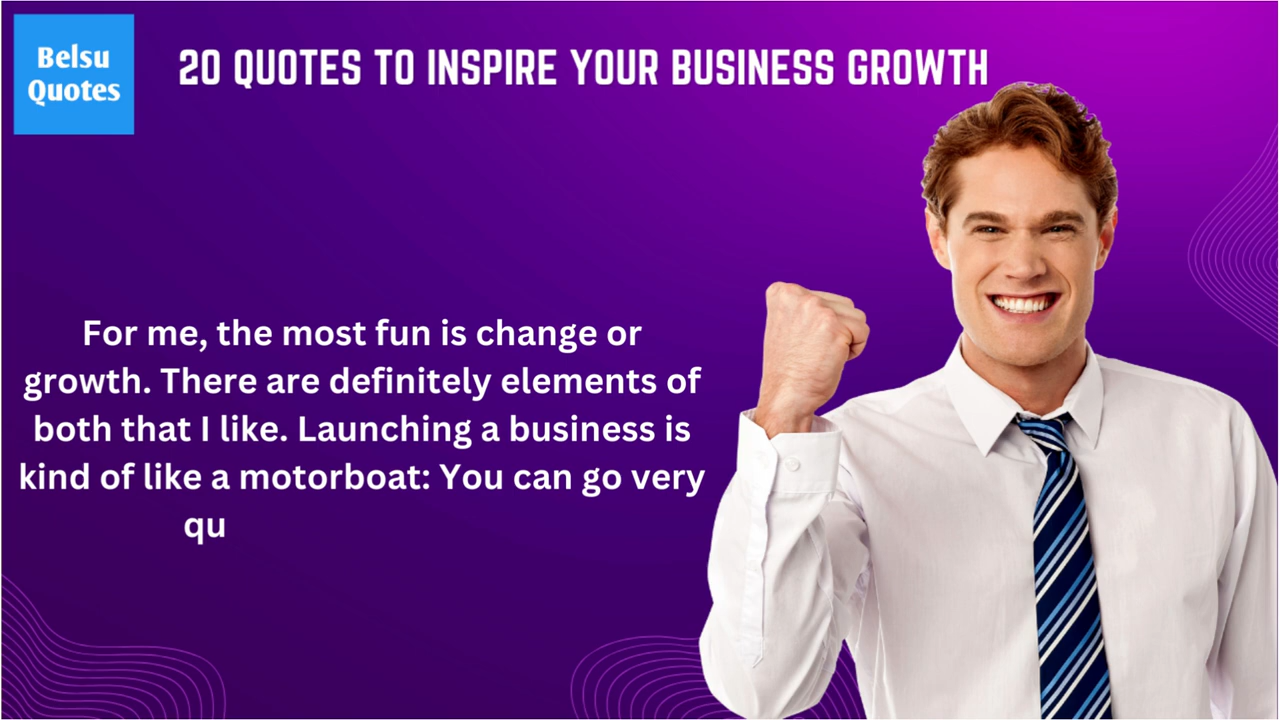 Belsu
Quotes
20 QUOTES TO INSPIRE YOUR BUSINESS GROWTH
For me, the most fun is change or
growth. There are definitely elements of
both that I like. Launching a business is
kind of like a motorboat: You can go very
qu